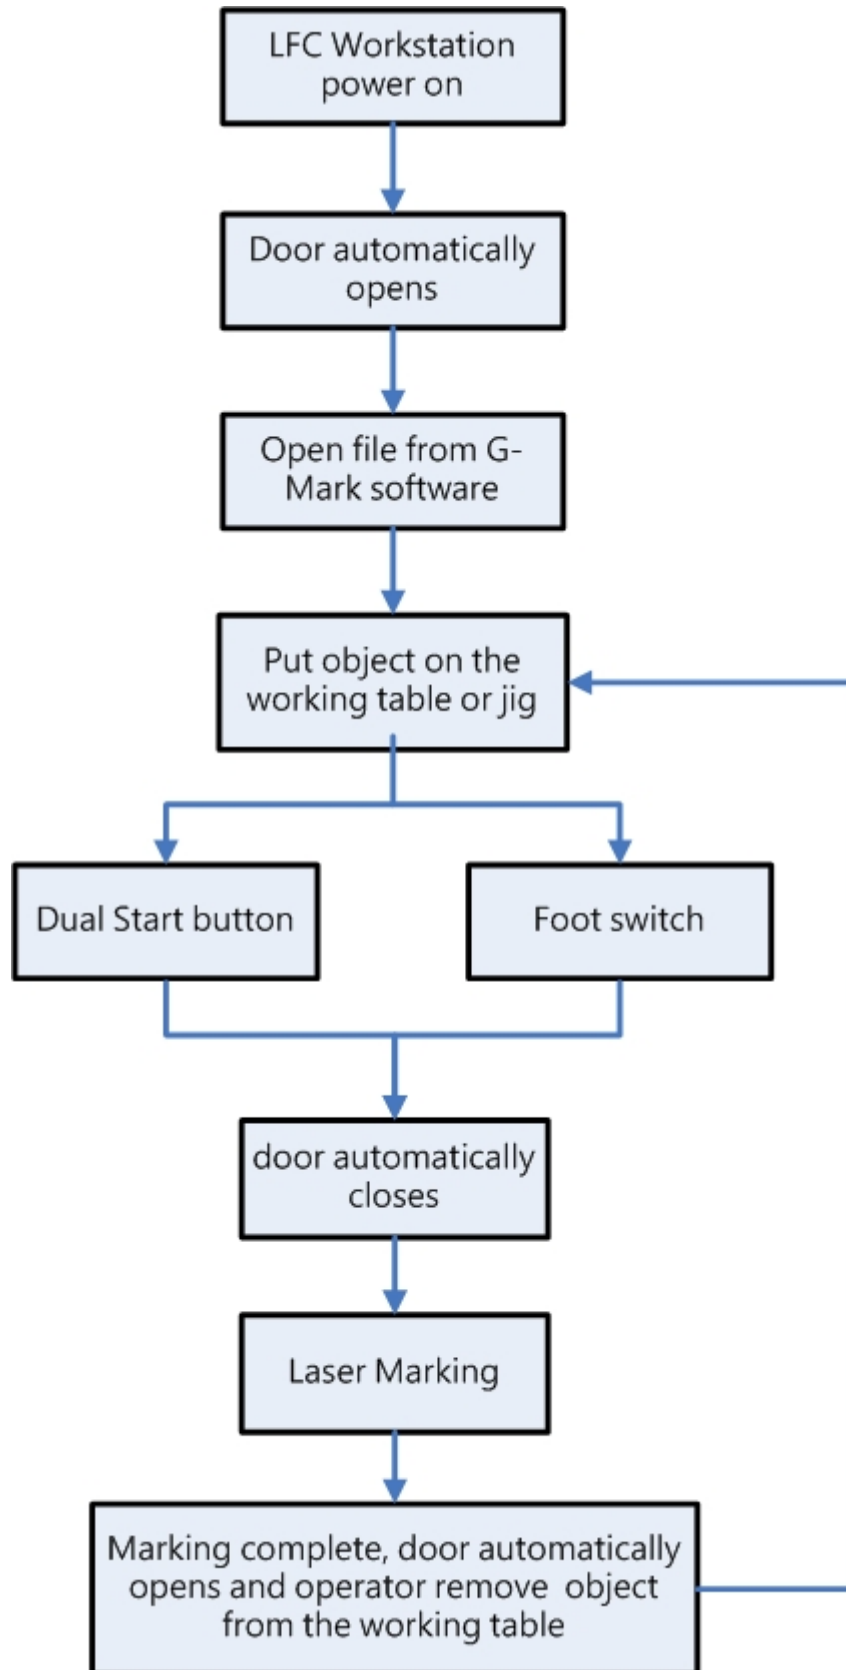 LFC Workstation
power on
Door automatically
opens
Open file from G-
Mark software
Put object on the
working table or jig
Dual Start button
Foot switch
door automatically
closes
Laser Marking
Marking complete, door automatically
opens and operator remove object
from the working table